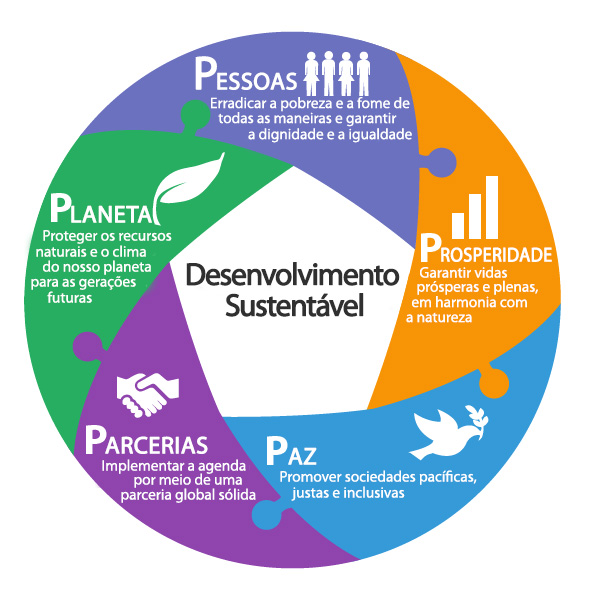 PESSOAS
Erradicar a pobreza e a fome de
todas as maneiras e garantir
a dignidade e a igualdade
PROSPERIDADE
Garantir vidas
prósperas e plenas,
em harmonia com
a natureza
PAZ
Promover sociedades pacíficas,
justas e inclusivas
PARCERIAS
Implementar a agenda
por meio de uma
parceria global sólida
PLANETA
Proteger os recursos
naturais e o clima
do nosso planeta
para as gerações
futuras
Desenvolvimento
Sustentável